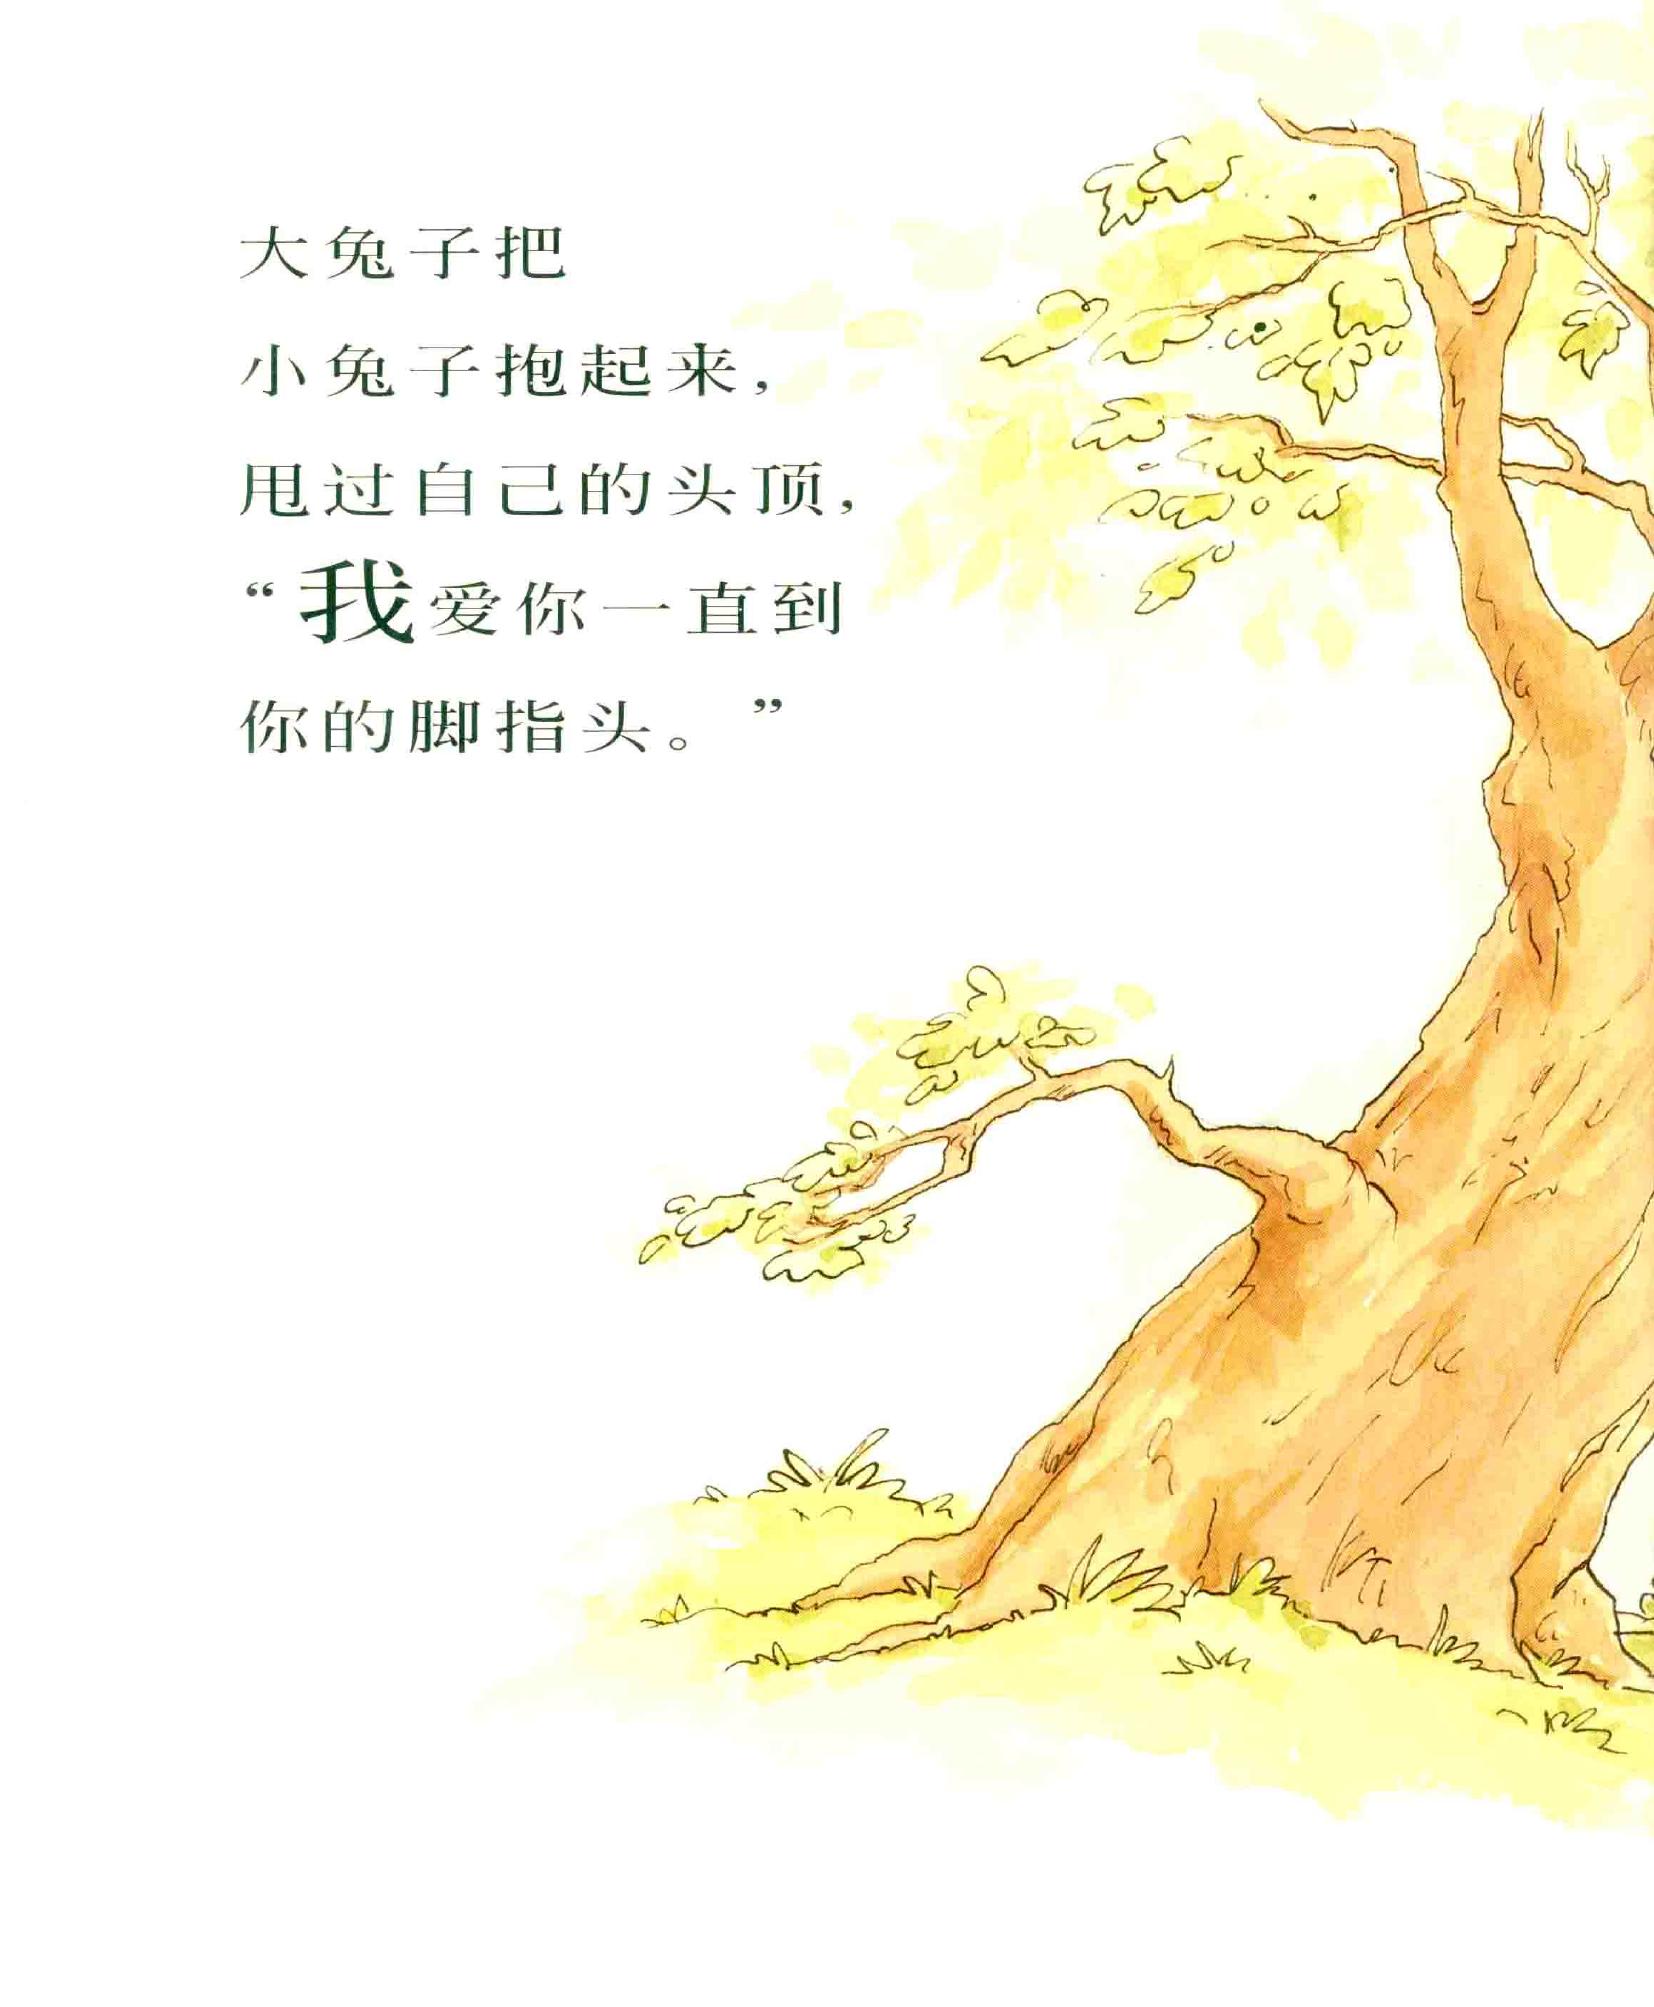 大兔子把
小兔子抱起来，
甩过自己的头顶，
“我爱你一直到
你的脚指头。”